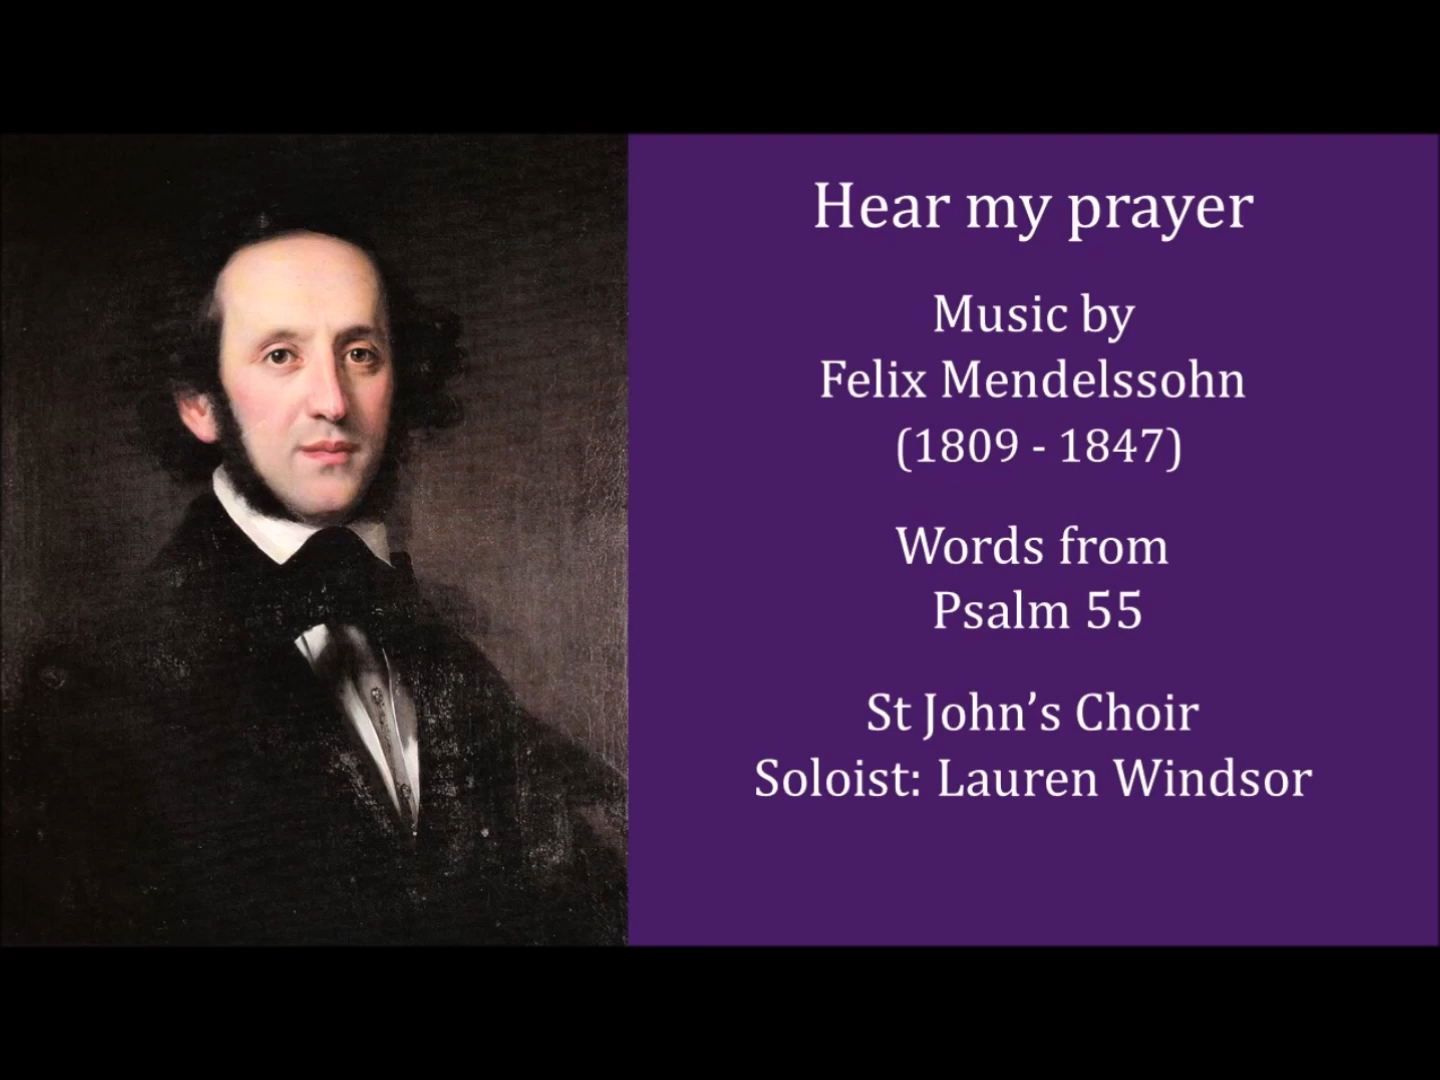 Hear my prayer
Music by
Felix Mendelssohn
(1809 - 1847)
Words from
Psalm 55
St John’s Choir
Soloist: Lauren Windsor